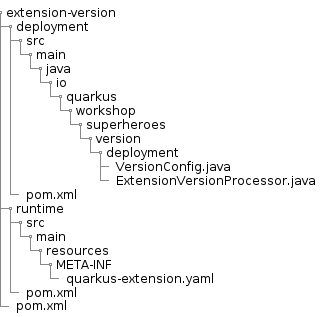 extension-version
deployment
src
main
java
io
quarkus
workshop
superheroes
version
deployment
VersionConfig.java
ExtensionVersionProcessor.java
pom.xml
runtime
src
main
resources
META-INF
quarkus-extension.yaml
pom.xml
pom.xml